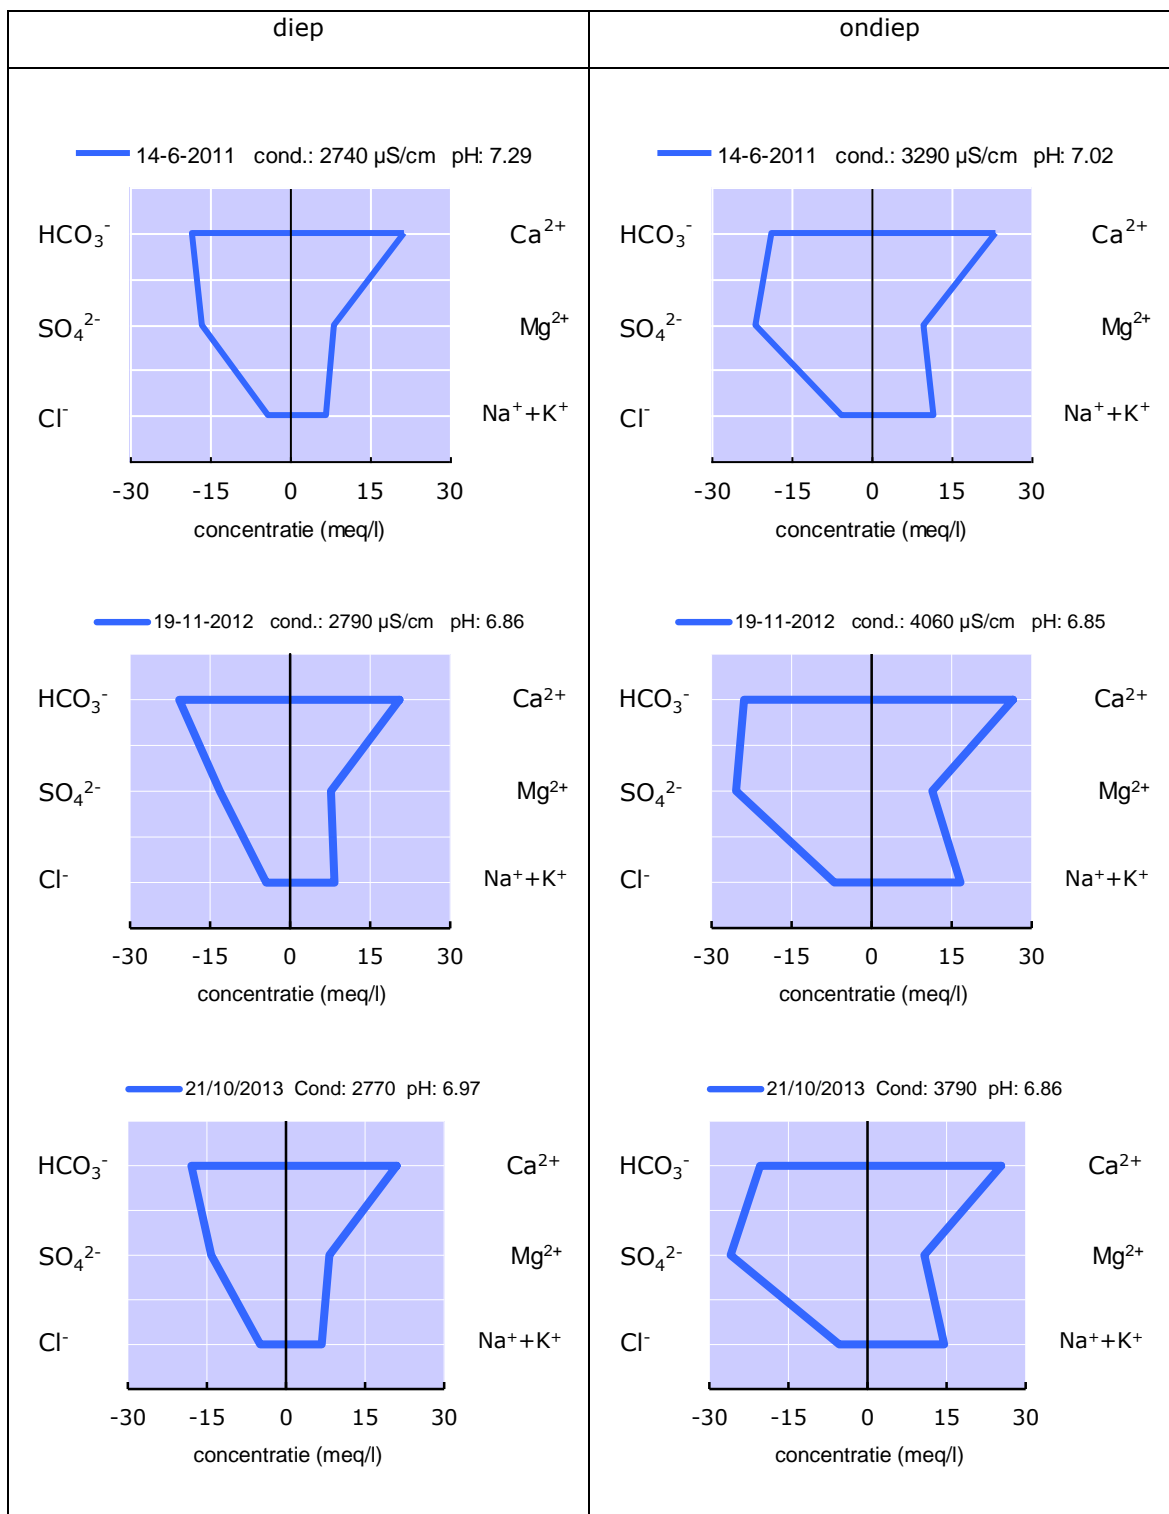 diep
ondiep
14-6-2011 cond.: 2740 µS/cm pH: 7.29
HCO₃⁻
Ca²⁺
SO₄²⁻
Mg²⁺
Cl⁻
Na⁺+K⁺
-30 -15 0 15 30
concentratie (meq/l)
14-6-2011 cond.: 3290 µS/cm pH: 7.02
HCO₃⁻
Ca²⁺
SO₄²⁻
Mg²⁺
Cl⁻
Na⁺+K⁺
-30 -15 0 15 30
concentratie (meq/l)
19-11-2012 cond.: 2790 µS/cm pH: 6.86
HCO₃⁻
Ca²⁺
SO₄²⁻
Mg²⁺
Cl⁻
Na⁺+K⁺
-30 -15 0 15 30
concentratie (meq/l)
19-11-2012 cond.: 4060 µS/cm pH: 6.85
HCO₃⁻
Ca²⁺
SO₄²⁻
Mg²⁺
Cl⁻
Na⁺+K⁺
-30 -15 0 15 30
concentratie (meq/l)
21/10/2013 Cond: 2770 pH: 6.97
HCO₃⁻
Ca²⁺
SO₄²⁻
Mg²⁺
Cl⁻
Na⁺+K⁺
-30 -15 0 15 30
concentratie (meq/l)
21/10/2013 Cond: 3790 pH: 6.86
HCO₃⁻
Ca²⁺
SO₄²⁻
Mg²⁺
Cl⁻
Na⁺+K⁺
-30 -15 0 15 30
concentratie (meq/l)